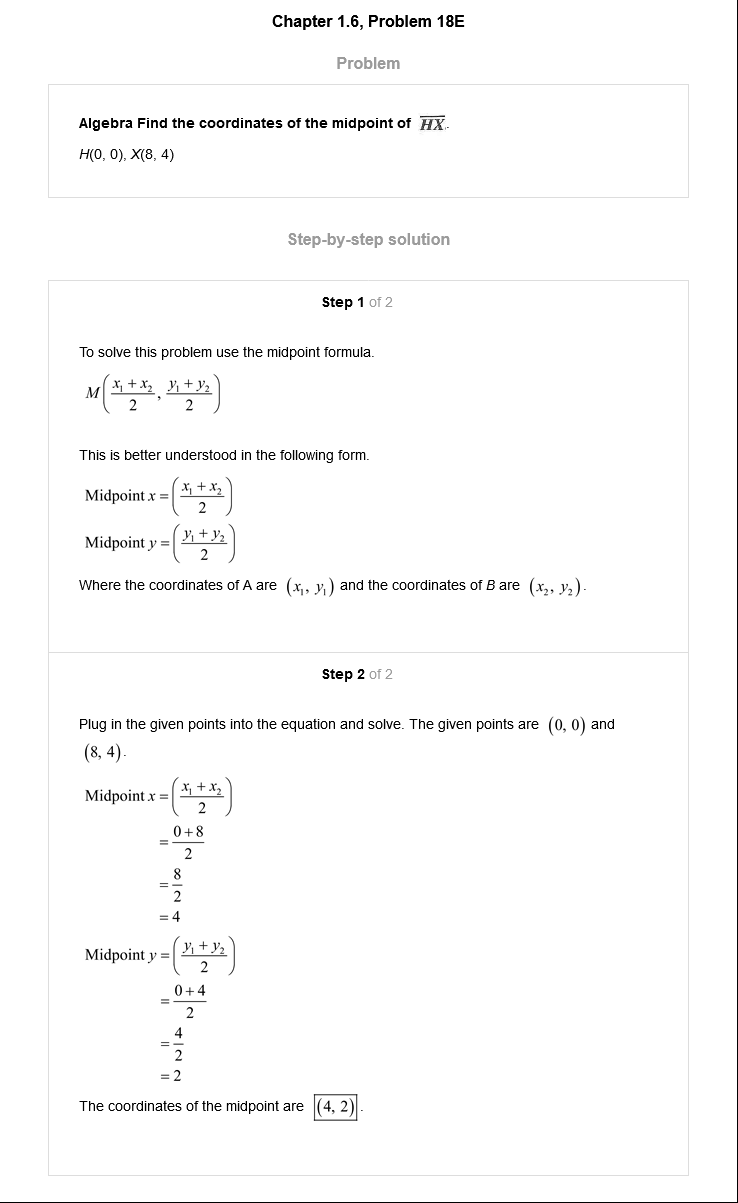 Chapter 1.6, Problem 18E
Problem
Algebra Find the coordinates of the midpoint of $\overline{HX}$.
H(0, 0), X(8, 4)
Step-by-step solution
Step 1 of 2
To solve this problem use the midpoint formula.
$M\left(\frac{x_1 + x_2}{2}, \frac{y_1 + y_2}{2}\right)$
This is better understood in the following form.
Midpoint $x = \left(\frac{x_1 + x_2}{2}\right)$
Midpoint $y = \left(\frac{y_1 + y_2}{2}\right)$
Where the coordinates of A are $(x_1, y_1)$ and the coordinates of B are $(x_2, y_2)$.
Step 2 of 2
Plug in the given points into the equation and solve. The given points are (0, 0) and
(8, 4).
Midpoint $x = \left(\frac{x_1 + x_2}{2}\right)$
$= \frac{0+8}{2}$
$= \frac{8}{2}$
= 4
Midpoint $y = \left(\frac{y_1 + y_2}{2}\right)$
$= \frac{0+4}{2}$
$= \frac{4}{2}$
= 2
The coordinates of the midpoint are (4, 2).